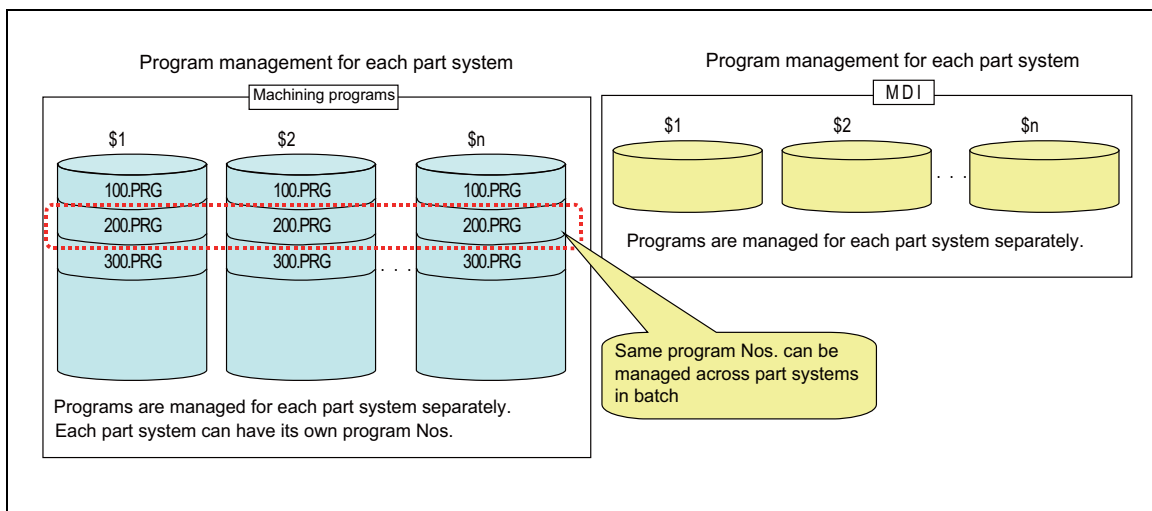 Program management for each part system
Machining programs
$1
$2
$n
100.PRG
100.PRG
100.PRG
200.PRG
200.PRG
200.PRG
300.PRG
300.PRG
. . .
300.PRG
Programs are managed for each part system separately.
Each part system can have its own program Nos.
Program management for each part system
MDI
$1
$2
$n
. . .
Programs are managed for each part system separately.
Same program Nos. can be
managed across part systems
in batch